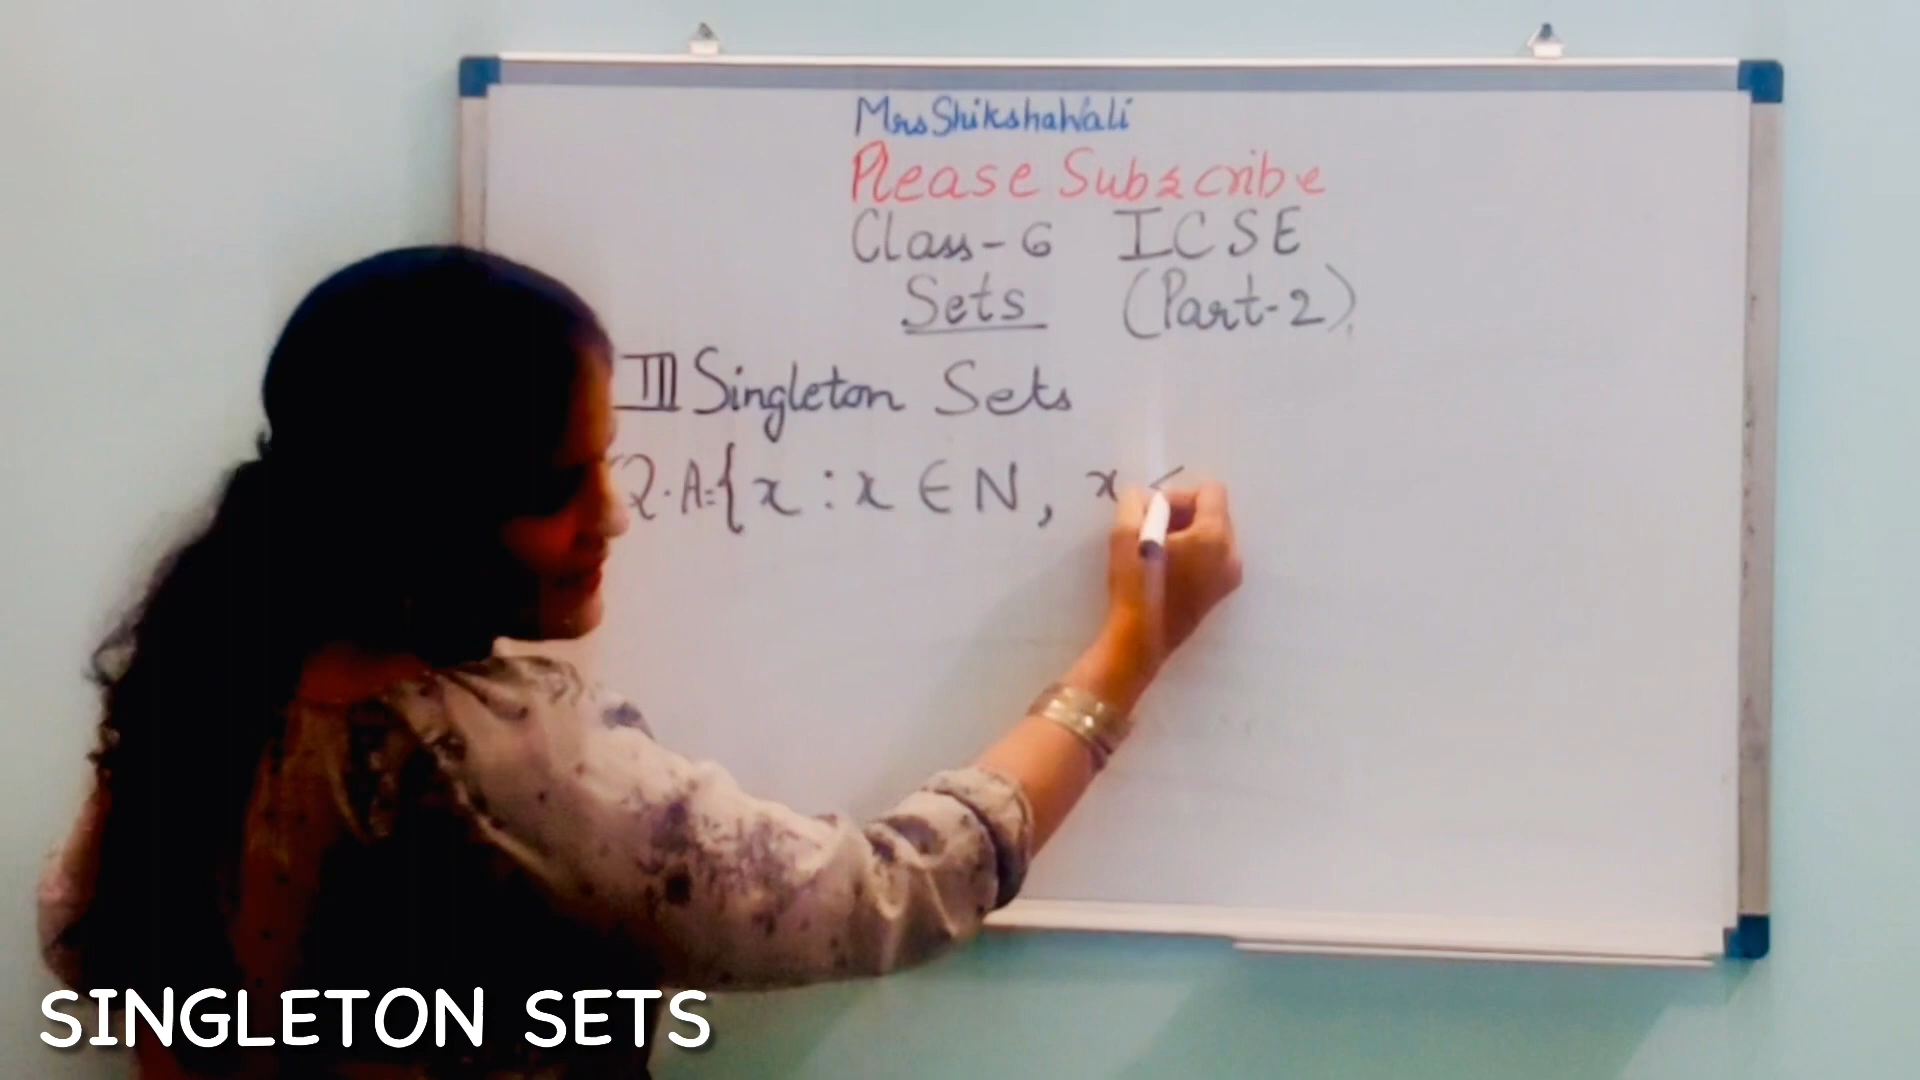 Mrs ShikshaWali
Please Subscribe
Class-6 ICSE
Sets (Part-2)
III Singleton Sets
Q. A={x : x ∈ N, x <
SINGLETON SETS